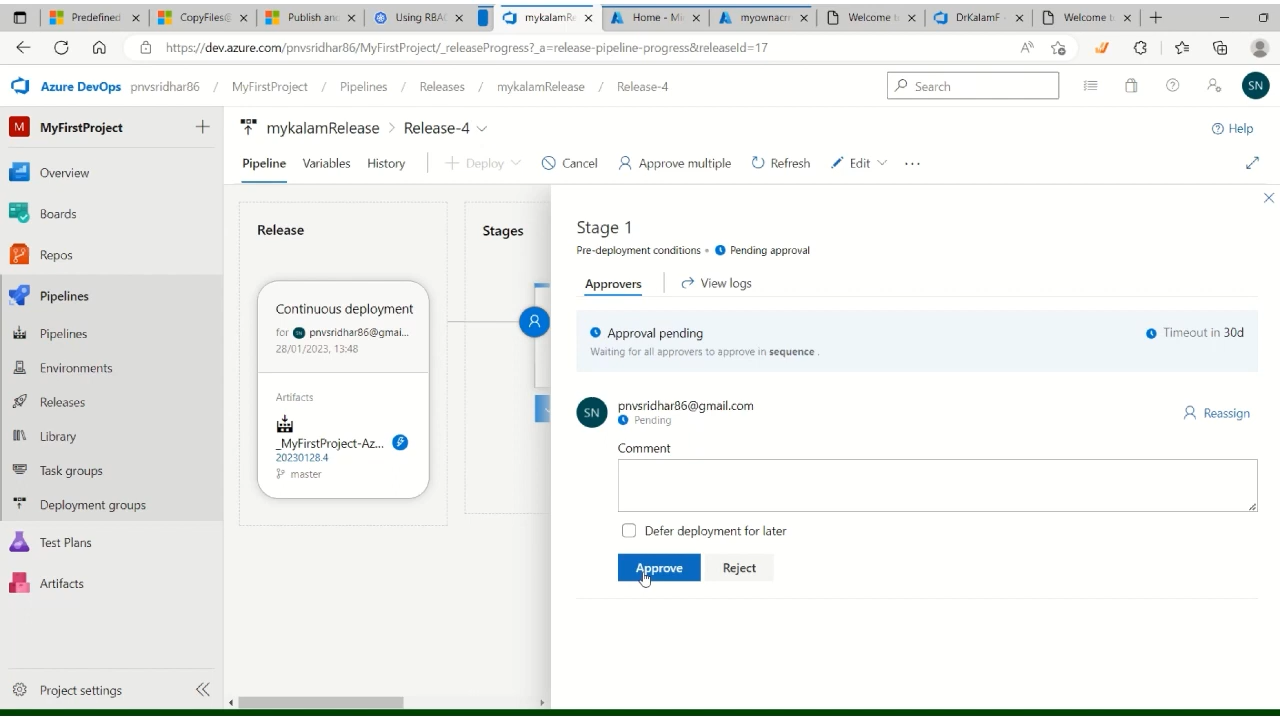 Predefined
CopyFiles@
Publish an
Using RBA
mykalamRe
Home - Mi
myownacr
Welcome t
DrKalamF
Welcome t
https://dev.azure.com/pnvsridhar86/MyFirstProject/_releaseProgress?_a=release-pipeline-progress&releaseId=17
Azure DevOps pnvsridhar86 / MyFirstProject / Pipelines / Releases / mykalamRelease / Release-4
Search
SN
M MyFirstProject
mykalamRelease > Release-4
Help
Pipeline Variables History Deploy Cancel Approve multiple Refresh Edit ...
Overview
Boards
Repos
Pipelines
Pipelines
Environments
Releases
Library
Task groups
Deployment groups
Test Plans
Artifacts
Project settings
Release
Continuous deployment
for SN pnvsridhar86@gmai...
28/01/2023, 13:48
Artifacts
_MyFirstProject-Az...
20230128.4
master
Stages
Stage 1
Pre-deployment conditions • Pending approval
Approvers View logs
Approval pending
Timeout in 30d
Waiting for all approvers to approve in sequence .
SN pnvsridhar86@gmail.com
Pending
Reassign
Comment
Defer deployment for later
Approve Reject